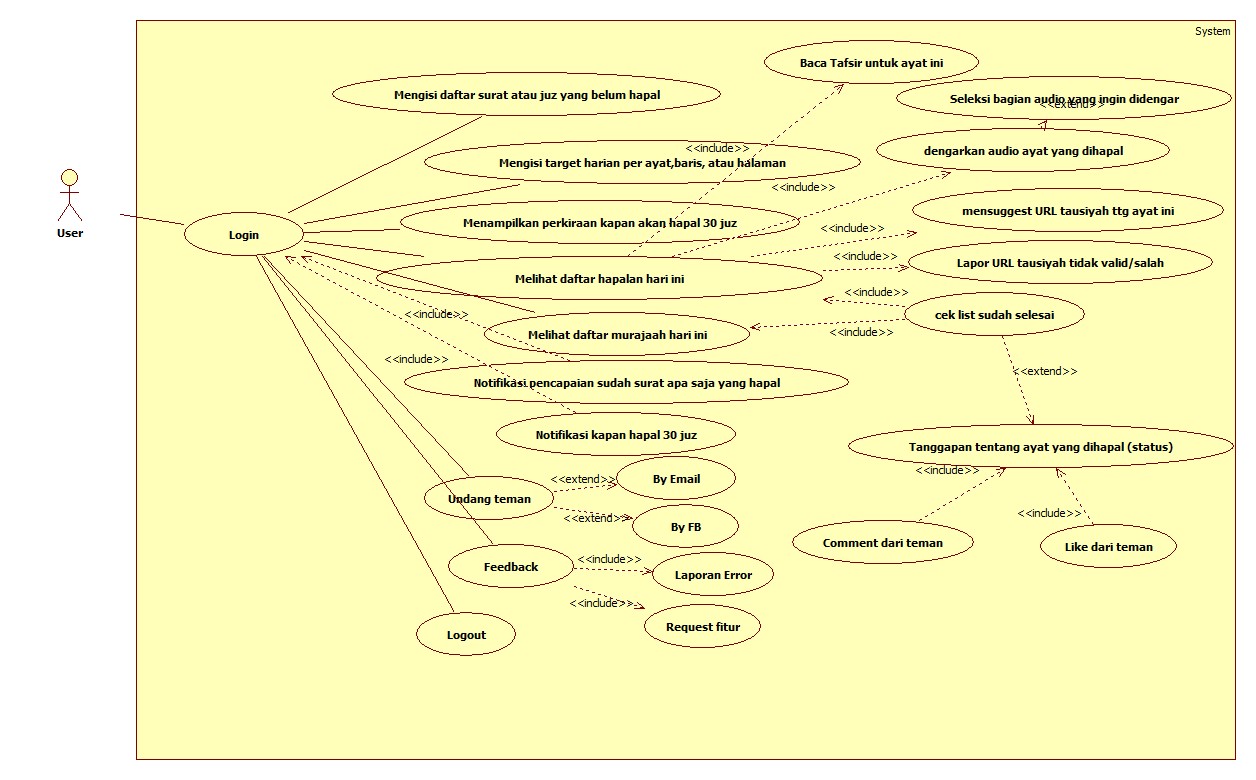 System
Baca Tafsir untuk ayat ini
Mengisi daftar surat atau juz yang belum hapal
Seleksi bagian audio yang ingin didengar
<<extend>>
<<include>>
dengarkan audio ayat yang dihapal
Mengisi target harian per ayat,baris, atau halaman
<<include>>
mensuggest URL tausiyah ttg ayat ini
User
Login
Menampilkan perkiraan kapan akan hapal 30 juz
<<include>>
<<include>>
Lapor URL tausiyah tidak valid/salah
Melihat daftar hapalan hari ini
<<include>>
<<include>>
cek list sudah selesai
Melihat daftar murajaah hari ini
<<include>>
<<include>>
<<extend>>
Notifikasi pencapaian sudah surat apa saja yang hapal
Notifikasi kapan hapal 30 juz
Tanggapan tentang ayat yang dihapal (status)
<<include>>
<<extend>>
By Email
Undang teman
<<extend>>
By FB
<<include>>
Comment dari teman
Like dari teman
<<include>>
Feedback
Laporan Error
<<include>>
Request fitur
Logout